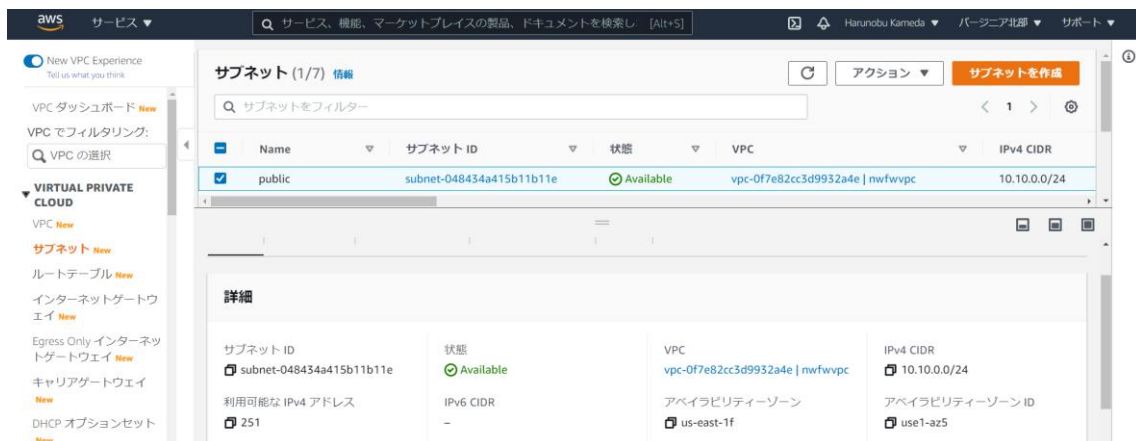 aws サービス ▼ サービス、機能、マーケットプレイスの製品、ドキュメントを検索し [Alt+S] Harunobu Kameda ▼ バージニア北部 ▼ サポート ▼
New VPC Experience
Tell us what you think
VPC ダッシュボード New
VPC でフィルタリング:
VPC の選択
VIRTUAL PRIVATE
CLOUD
VPC New
サブネット New
ルートテーブル New
インターネットゲートウ
ェイ New
Egress Only インターネッ
トゲートウェイ New
キャリアゲートウェイ
New
DHCP オプションセット
New
サブネット (1/7) 情報
アクション ▼ サブネットを作成
サブネットをフィルター
1
Name サブネット ID 状態 VPC IPv4 CIDR
public subnet-048434a415b11b11e Available vpc-0f7e82cc3d9932a4e | nwfwvpc 10.10.0.0/24
詳細
サブネット ID 状態 VPC IPv4 CIDR
subnet-048434a415b11b11e Available vpc-0f7e82cc3d9932a4e | nwfwvpc 10.10.0.0/24
利用可能な IPv4 アドレス IPv6 CIDR アベイラビリティーゾーン アベイラビリティーゾーン ID
251 – us-east-1f use1-az5